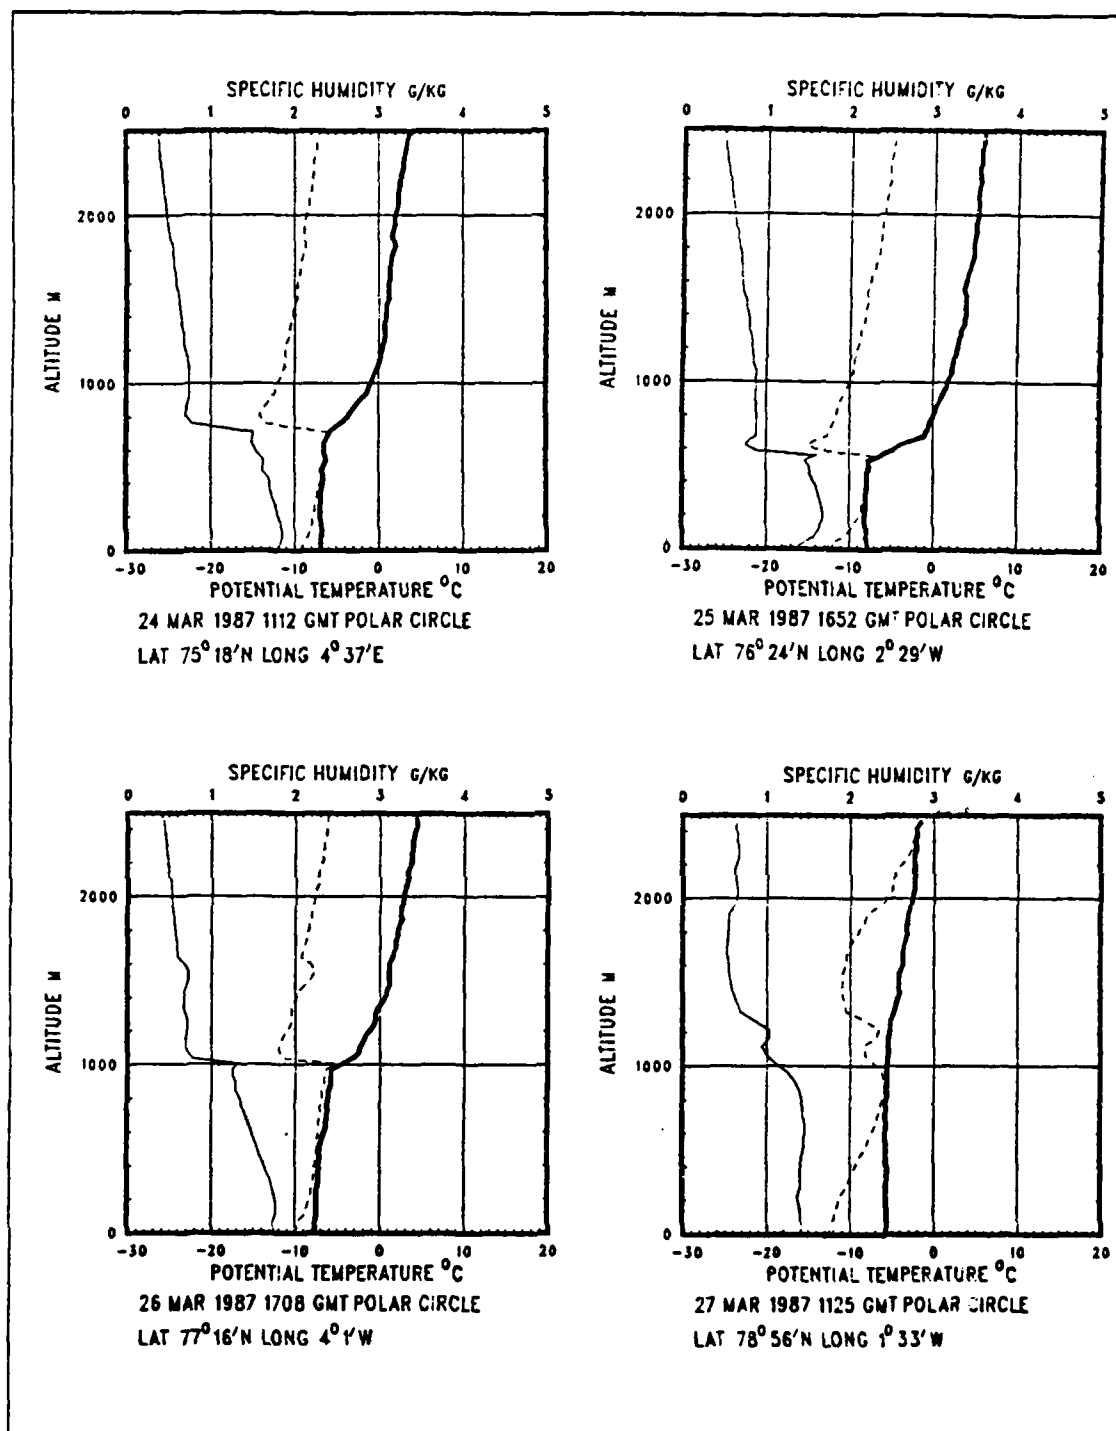 SPECIFIC HUMIDITY G/KG
0 1 2 3 4 5
2000
1000
0
ALTITUDE M
-30 -20 -10 0 10 20
POTENTIAL TEMPERATURE °C
24 MAR 1987 1112 GMT POLAR CIRCLE
LAT 75° 18'N LONG 4° 37'E
SPECIFIC HUMIDITY G/KG
0 1 2 3 4 5
2000
1000
0
ALTITUDE M
-30 -20 -10 0 10 20
POTENTIAL TEMPERATURE °C
25 MAR 1987 1652 GMT POLAR CIRCLE
LAT 76° 24'N LONG 2° 29'W
SPECIFIC HUMIDITY G/KG
0 1 2 3 4 5
2000
1000
0
ALTITUDE M
-30 -20 -10 0 10 20
POTENTIAL TEMPERATURE °C
26 MAR 1987 1708 GMT POLAR CIRCLE
LAT 77° 16'N LONG 4° 1'W
SPECIFIC HUMIDITY G/KG
0 1 2 3 4 5
2000
1000
0
ALTITUDE M
-30 -20 -10 0 10 20
POTENTIAL TEMPERATURE °C
27 MAR 1987 1125 GMT POLAR CIRCLE
LAT 78° 56'N LONG 1° 33'W